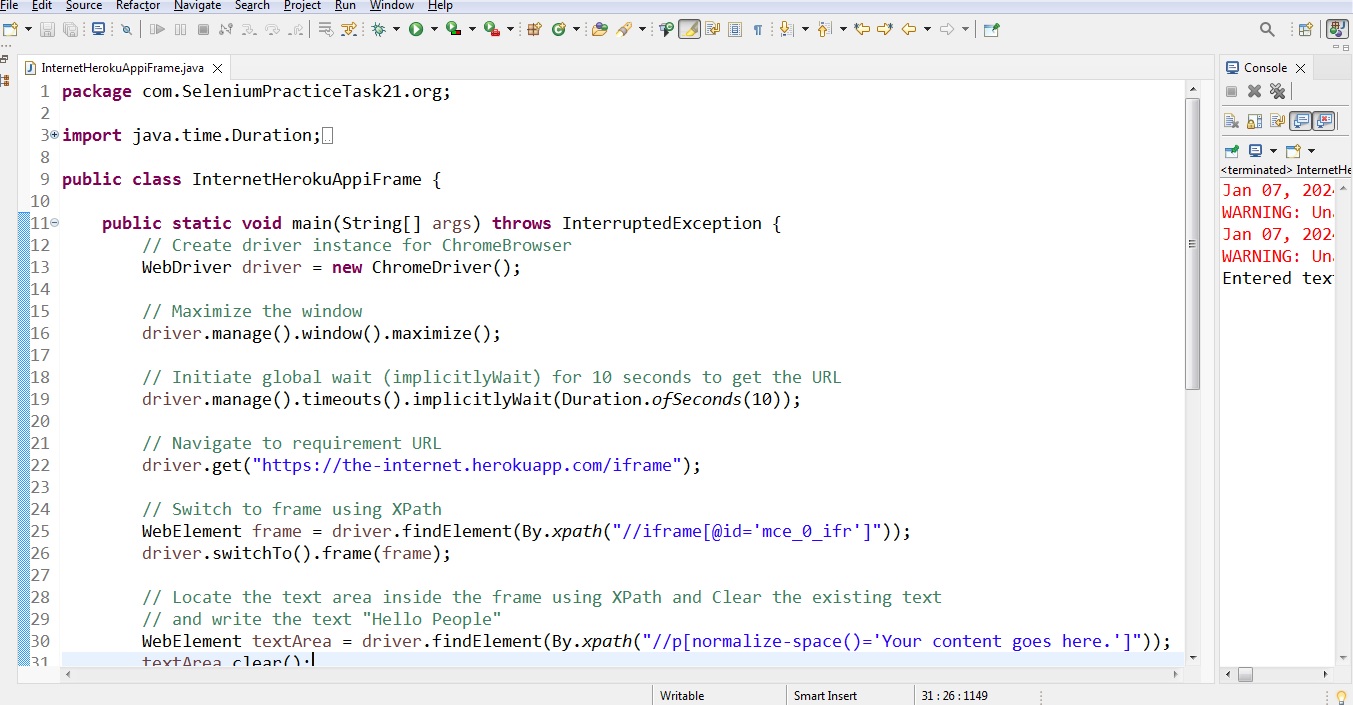 File Edit Source Refactor Navigate Search Project Run Window Help
InternetHerokuAppiFrame.java
1 package com.SeleniumPracticeTask21.org;
2
3 import java.time.Duration;
8
9 public class InternetHerokuAppiFrame {
10
11 public static void main(String[] args) throws InterruptedException {
12 // Create driver instance for ChromeBrowser
13 WebDriver driver = new ChromeDriver();
14
15 // Maximize the window
16 driver.manage().window().maximize();
17
18 // Initiate global wait (implicitlyWait) for 10 seconds to get the URL
19 driver.manage().timeouts().implicitlyWait(Duration.ofSeconds(10));
20
21 // Navigate to requirement URL
22 driver.get("https://the-internet.herokuapp.com/iframe");
23
24 // Switch to frame using XPath
25 WebElement frame = driver.findElement(By.xpath("//iframe[@id='mce_0_ifr']"));
26 driver.switchTo().frame(frame);
27
28 // Locate the text area inside the frame using XPath and Clear the existing text
29 // and write the text "Hello People"
30 WebElement textArea = driver.findElement(By.xpath("//p[normalize-space()='Your content goes here.']"));
31 textArea.clear();
Console
<terminated> InternetHe
Jan 07, 202
WARNING: Un
Jan 07, 202
WARNING: Un
Entered tex
Writable Smart Insert 31 : 26 : 1149